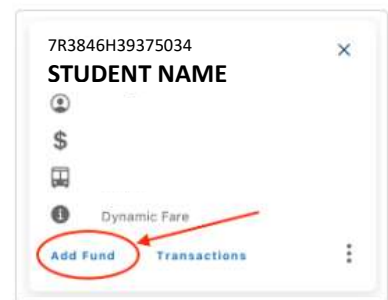 7R3846H39375034
STUDENT NAME
$
Dynamic Fare
Add Fund Transactions